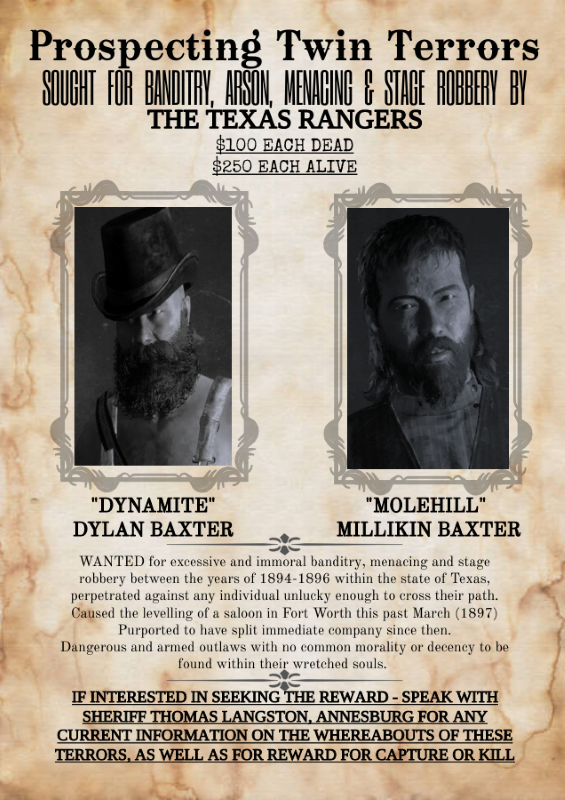 Prospecting Twin Terrors
SOUGHT FOR BANDITRY, ARSON, MENACING & STAGE ROBBERY BY
THE TEXAS RANGERS
$100 EACH DEAD
$250 EACH ALIVE
"DYNAMITE"
DYLAN BAXTER
"MOLEHILL"
MILLIKIN BAXTER
WANTED for excessive and immoral banditry, menacing and stage
robbery between the years of 1894-1896 within the state of Texas,
perpetrated against any individual unlucky enough to cross their path.
Caused the levelling of a saloon in Fort Worth this past March (1897)
Purported to have split immediate company since then.
Dangerous and armed outlaws with no common morality or decency to be
found within their wretched souls.
IF INTERESTED IN SEEKING THE REWARD - SPEAK WITH
SHERIFF THOMAS LANGSTON, ANNESBURG FOR ANY
CURRENT INFORMATION ON THE WHEREABOUTS OF THESE
TERRORS, AS WELL AS FOR REWARD FOR CAPTURE OR KILL